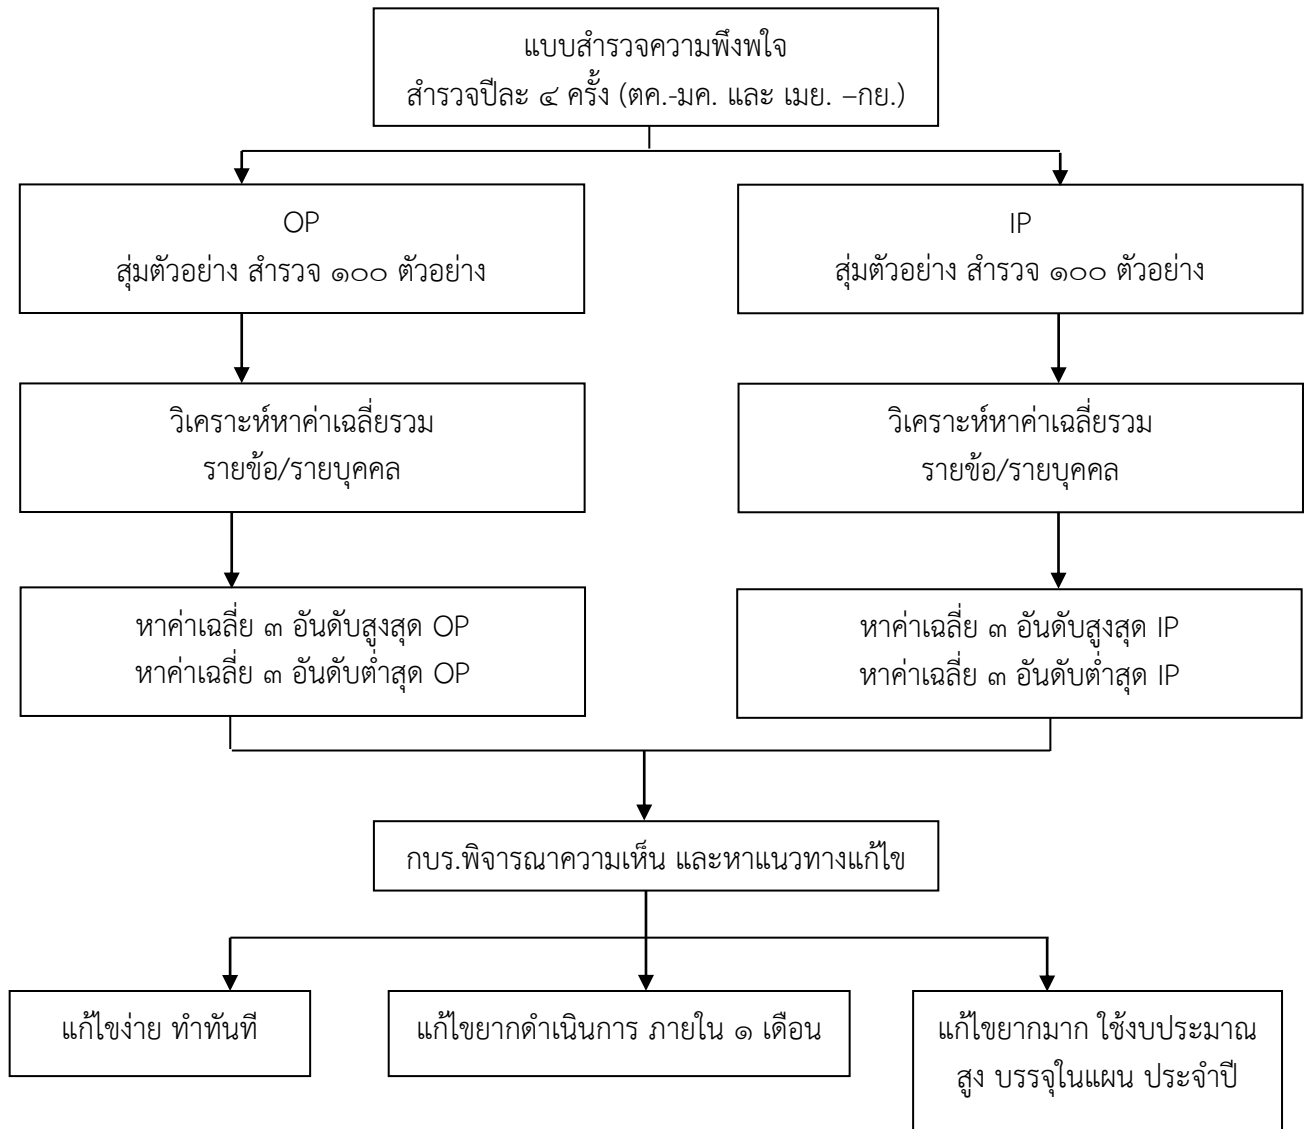 แบบสำรวจความพึงพใจ
สำรวจปีละ ๔ ครั้ง (ตค.-มค. และ เมย. –กย.)
OP
สุ่มตัวอย่าง สำรวจ ๑๐๐ ตัวอย่าง
IP
สุ่มตัวอย่าง สำรวจ ๑๐๐ ตัวอย่าง
วิเคราะห์หาค่าเฉลี่ยรวม
รายข้อ/รายบุคคล
วิเคราะห์หาค่าเฉลี่ยรวม
รายข้อ/รายบุคคล
หาค่าเฉลี่ย ๓ อันดับสูงสุด OP
หาค่าเฉลี่ย ๓ อันดับต่ำสุด OP
หาค่าเฉลี่ย ๓ อันดับสูงสุด IP
หาค่าเฉลี่ย ๓ อันดับต่ำสุด IP
กบร.พิจารณาความเห็น และหาแนวทางแก้ไข
แก้ไขง่าย ทำทันที
แก้ไขยากดำเนินการ ภายใน ๑ เดือน
แก้ไขยากมาก ใช้งบประมาณ
สูง บรรจุในแผน ประจำปี